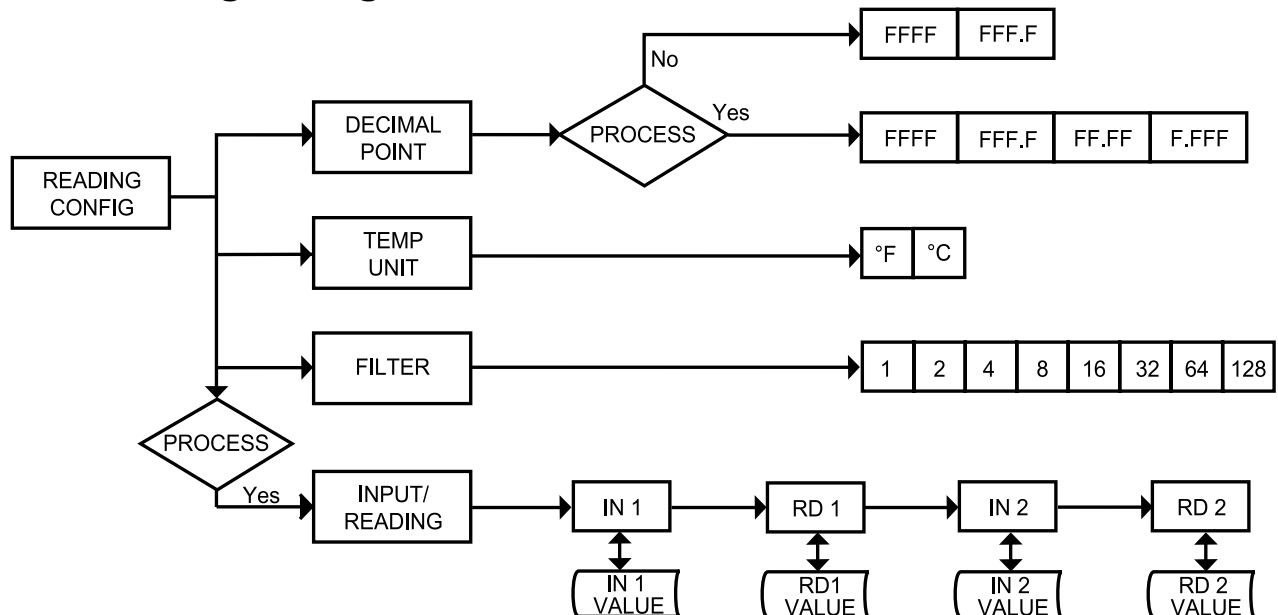 FFFF FFF.F
No
DECIMAL
POINT
PROCESS
Yes
FFFF FFF.F FF.FF F.FFF
READING
CONFIG
TEMP
UNIT
°F °C
FILTER
1 2 4 8 16 32 64 128
PROCESS
Yes
INPUT/
READING
IN 1
RD 1
IN 2
RD 2
IN 1
VALUE
RD1
VALUE
IN 2
VALUE
RD 2
VALUE